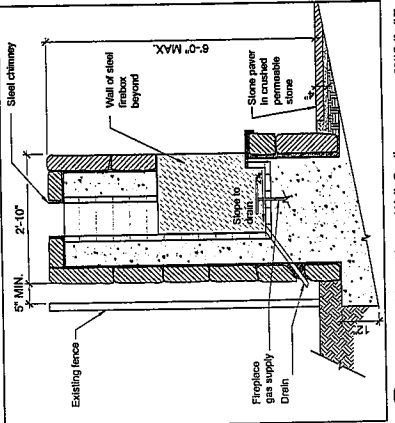 Steel chimney
2'-10"
5" MIN.
Existing fence
Wall of steel
firebox
beyond
6'-0" MAX.
Stone paver
in crushed
permeable
stone
Slope to
drain
Fireplace
gas supply
Drain
12"